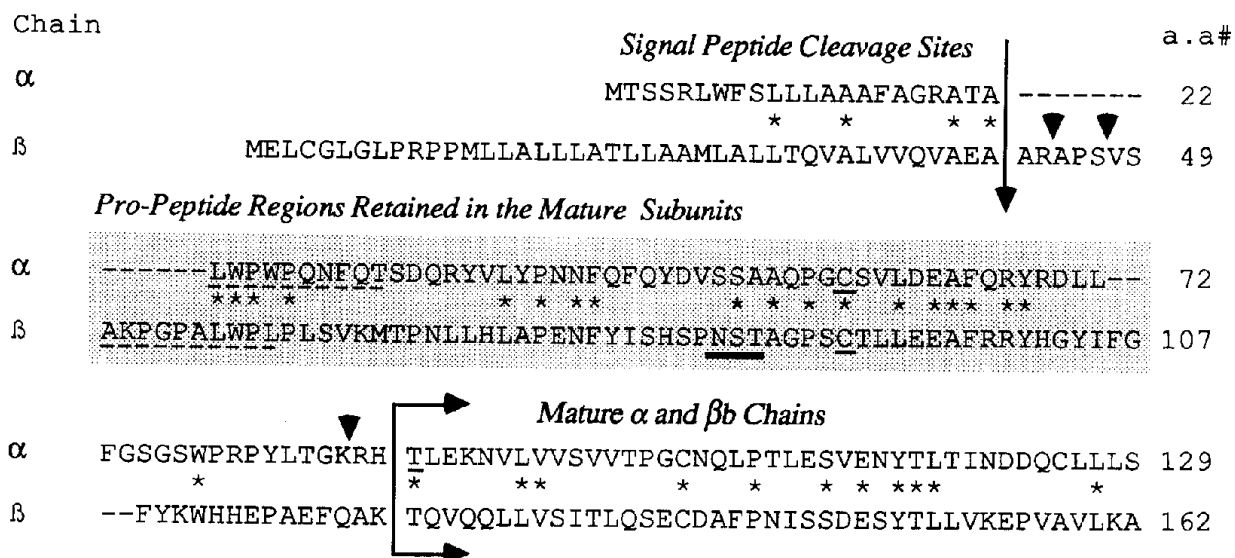 Chain
a.a#
Signal Peptide Cleavage Sites
α MTSSRLWFSLLLAAAFAGRATA ------- 22
* * * *
ß MELCGLGLPRPPMLLALLLATLLAAMLALLTQVALVVQVAEA ARAPSVS 49
Pro-Peptide Regions Retained in the Mature Subunits
α ------LWPWPQNFQTSDQRYVLYPNNFQFQYDVSSAAQPGCSVLDEAFQRYRDLL-- 72
*** * * * ** * * * * * *** **
ß AKPGPALWPLPLSVKMTPNLLHLAPENFYISHSPNSTAGPSCTLLEEAFRRYHGYIFG 107
Mature α and βb Chains
α FGSGSWPRPYLTGKRH TLEKNVLVVSVVTPGCNQLPTLESVENYTLTINDDQCLLLS 129
* * ** * * * * *** *
ß --FYKWHHEPAEFQAK TQVQQLLVSITLQSECDAFPNISSDESYTLLVKEPVAVLKA 162